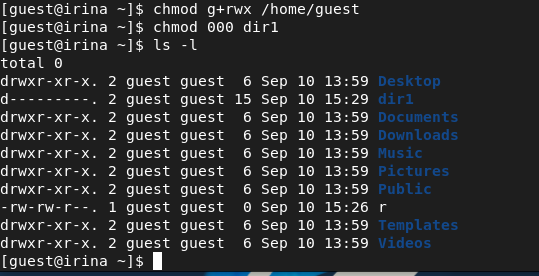 [guest@irina ~]$ chmod g+rwx /home/guest
[guest@irina ~]$ chmod 000 dir1
[guest@irina ~]$ ls -l
total 0
drwxr-xr-x. 2 guest guest  6 Sep 10 13:59 Desktop
d---------. 2 guest guest 15 Sep 10 15:29 dir1
drwxr-xr-x. 2 guest guest  6 Sep 10 13:59 Documents
drwxr-xr-x. 2 guest guest  6 Sep 10 13:59 Downloads
drwxr-xr-x. 2 guest guest  6 Sep 10 13:59 Music
drwxr-xr-x. 2 guest guest  6 Sep 10 13:59 Pictures
drwxr-xr-x. 2 guest guest  6 Sep 10 13:59 Public
-rw-rw-r--. 1 guest guest  0 Sep 10 15:26 r
drwxr-xr-x. 2 guest guest  6 Sep 10 13:59 Templates
drwxr-xr-x. 2 guest guest  6 Sep 10 13:59 Videos
[guest@irina ~]$